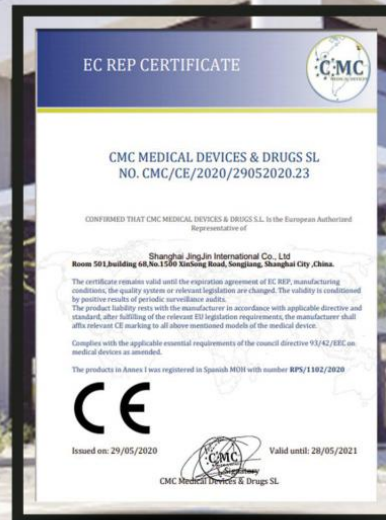 EC REP CERTIFICATE
CMC
MEDICAL DEVICES
CMC MEDICAL DEVICES & DRUGS SL
NO. CMC/CE/2020/29052020.23
CONFIRMED THAT CMC MEDICAL DEVICES & DRUGS S.L. Is the European Authorized
Representative of
Shanghai JingJin International Co., Ltd
Room 501,building 68,No.1500 XinSong Road, Songjiang, Shanghai City ,China.
The certificate remains valid until the expiration agreement of EC REP, manufacturing
conditions, the quality system or relevant legislation are changed. The validity is conditioned
by positive results of periodic surveillance audits.
The product liability rests with the manufacturer in accordance with applicable directive and
standard, after fulfilling of the relevant EU legislation requirements, the manufacturer shall
affix relevant CE marking to all above mentioned models of the medical device.
Complies with the applicable essential requirements of the council directive 93/42/EEC on
medical devices as amended.
The products in Annex I was registered in Spanish MOH with number RPS/1102/2020
CE
Issued on: 29/05/2020
Valid until: 28/05/2021
CMC
Signatory
CMC Medical Devices & Drugs SL